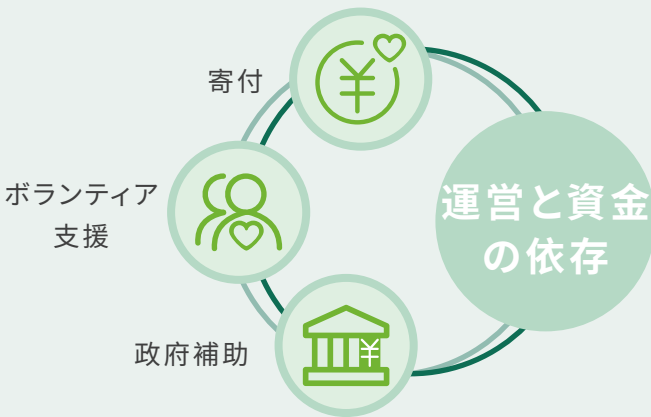 寄付
ボランティア
支援
政府補助
運営と資金
の依存